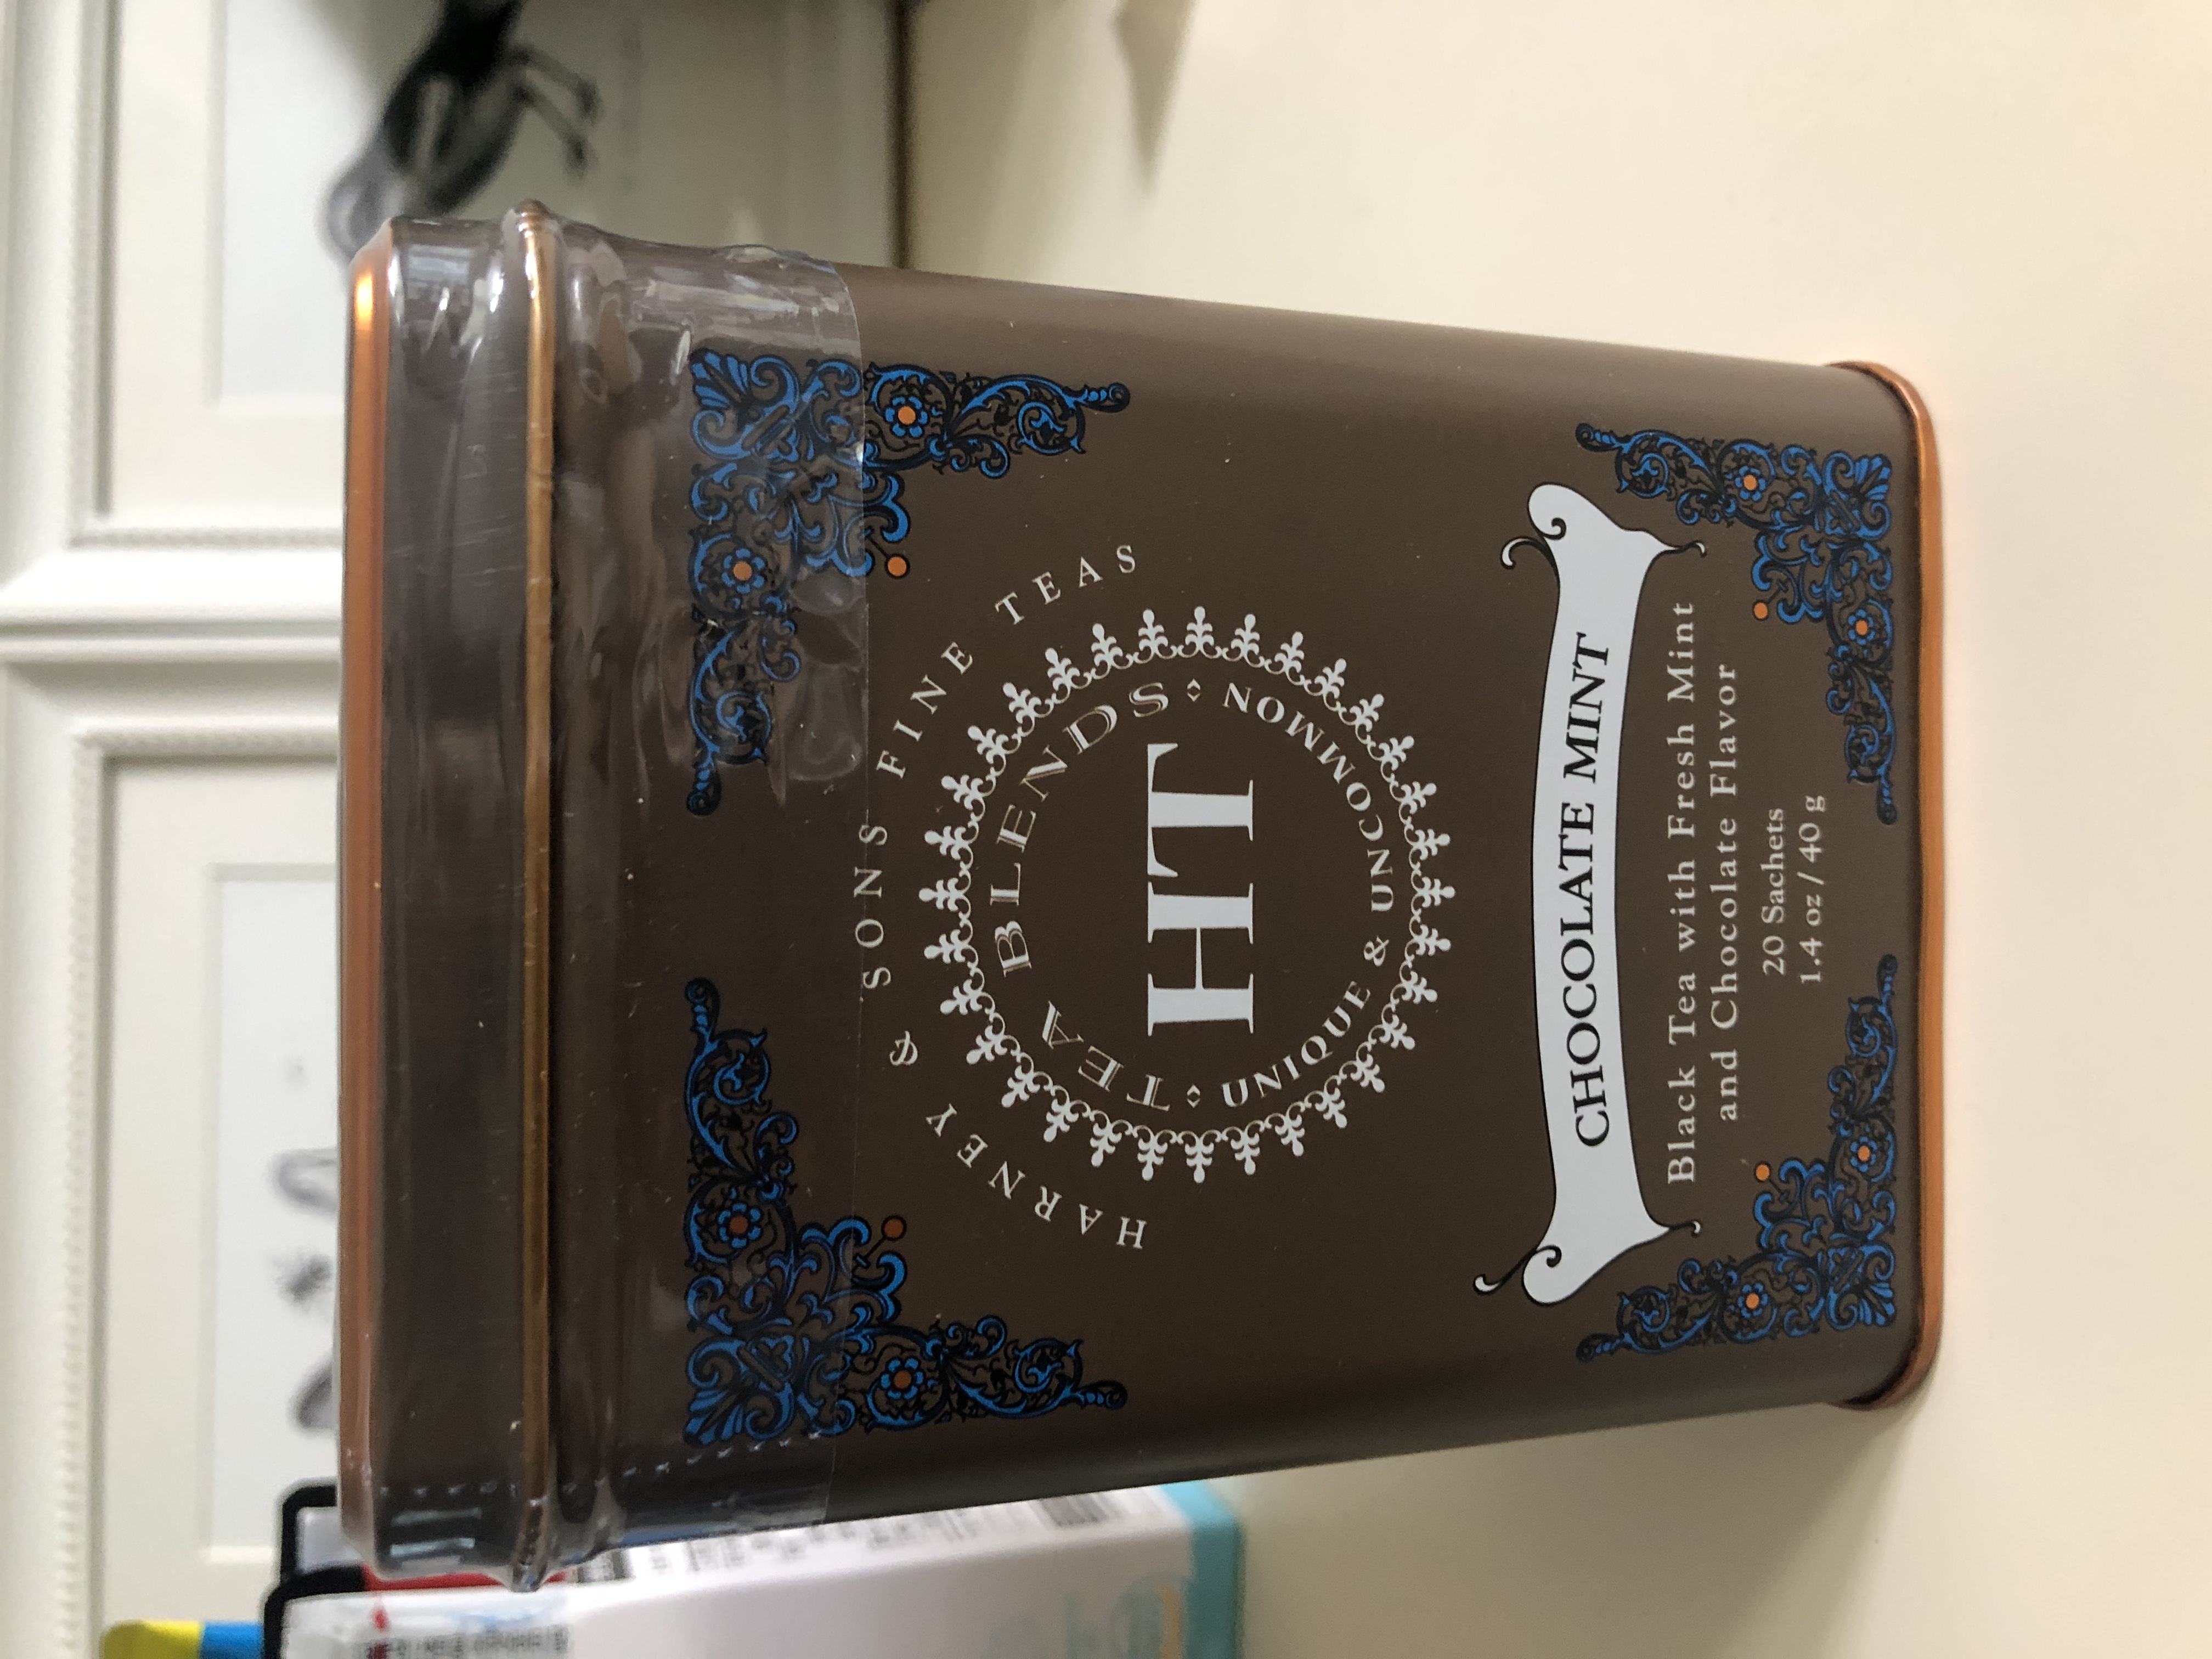 HARNEY & SONS FINE TEAS
TEA BLENDS
HT
UNIQUE & UNCOMMON
CHOCOLATE MINT
Black Tea with Fresh Mint
and Chocolate Flavor
20 Sachets
1.4 oz / 40 g